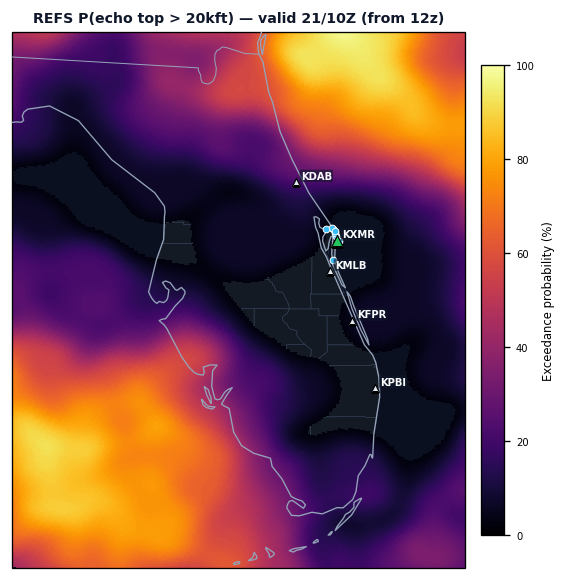 REFS P(echo top > 20kft) — valid 21/10Z (from 12z)
KDAB
KXMR
KMLB
KFPR
KPBI
100
80
60
40
20
0
Exceedance probability (%)